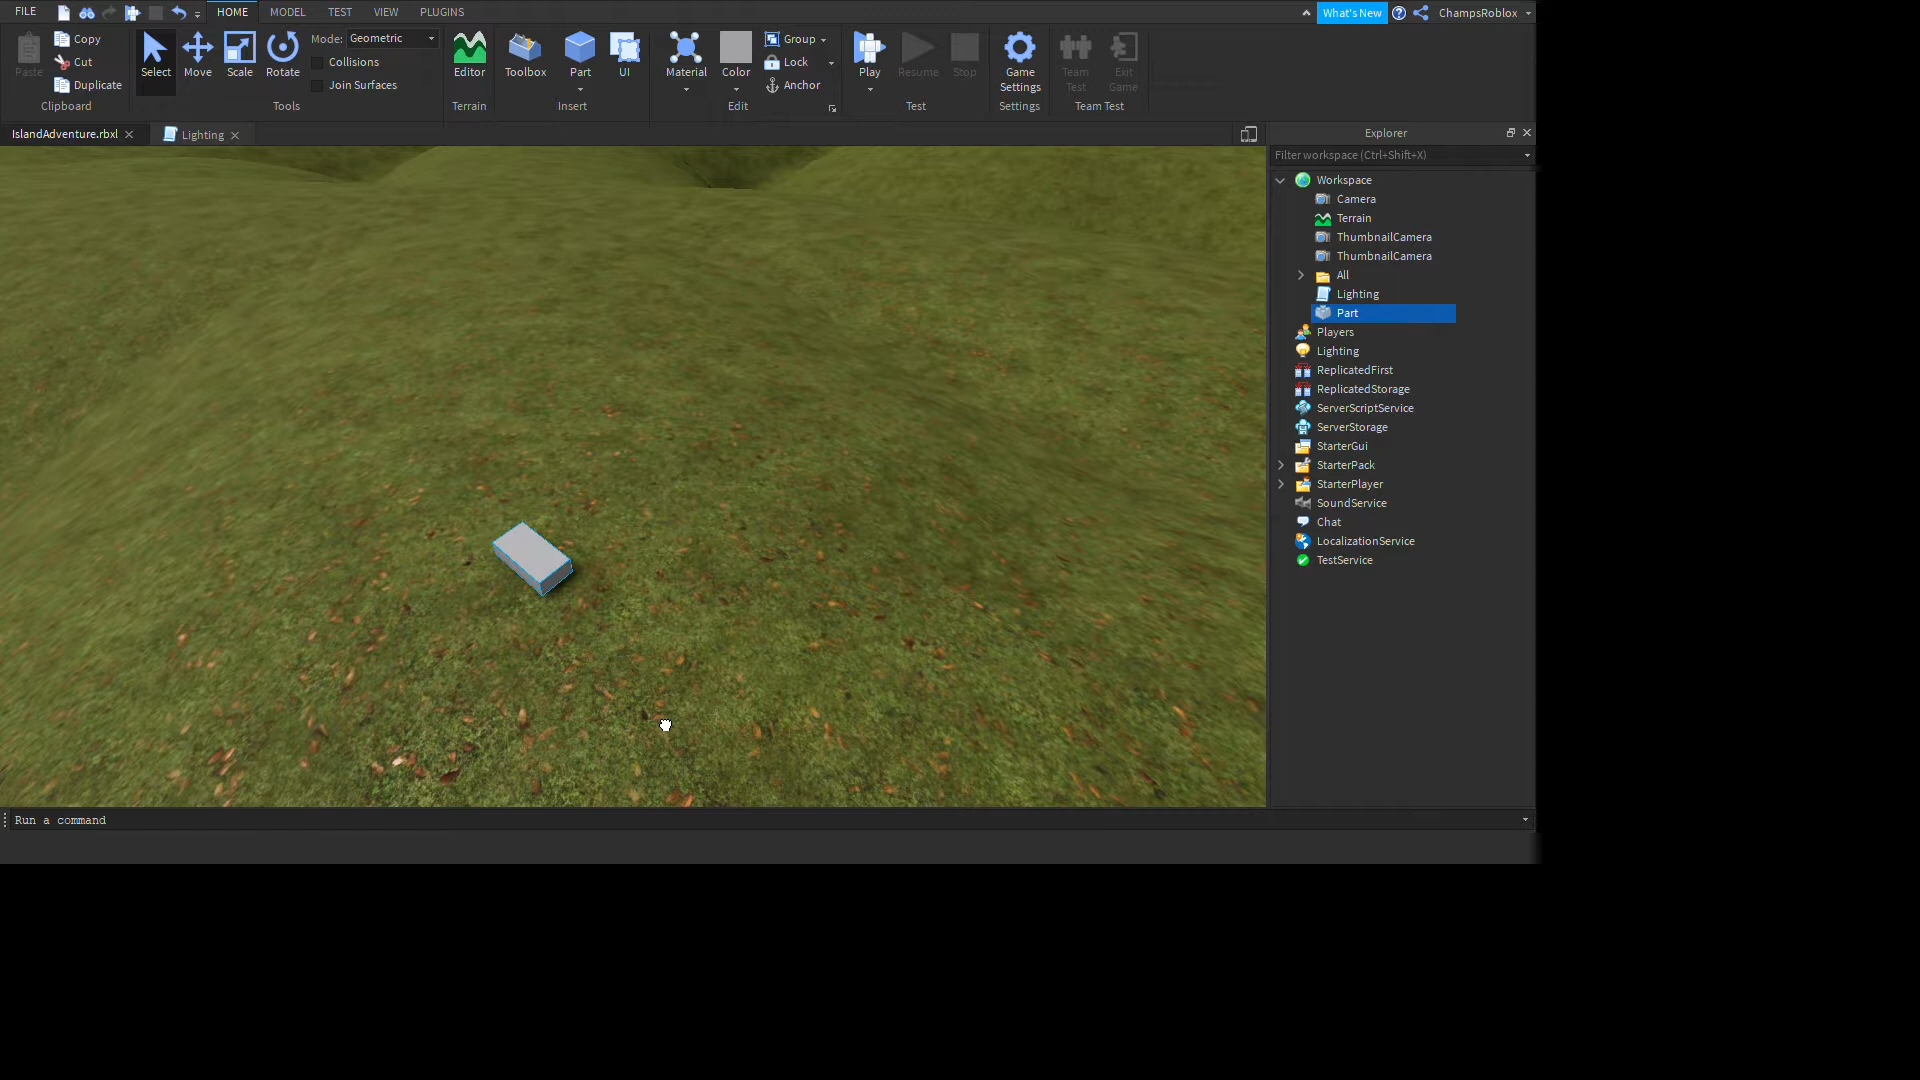 FILE
HOME
MODEL
TEST
VIEW
PLUGINS
What's New
ChampsRoblox
Paste
Copy
Cut
Duplicate
Clipboard
Select
Move
Scale
Rotate
Mode:
Geometric
Collisions
Join Surfaces
Tools
Editor
Terrain
Toolbox
Part
UI
Insert
Material
Color
Group
Lock
Anchor
Edit
Play
Resume
Stop
Test
Game
Settings
Settings
Team
Test
Exit
Game
Team Test
IslandAdventure.rbxl
Lighting
Explorer
Filter workspace (Ctrl+Shift+X)
Workspace
Camera
Terrain
ThumbnailCamera
ThumbnailCamera
All
Lighting
Part
Players
Lighting
ReplicatedFirst
ReplicatedStorage
ServerScriptService
ServerStorage
StarterGui
StarterPack
StarterPlayer
SoundService
Chat
LocalizationService
TestService
Run a command